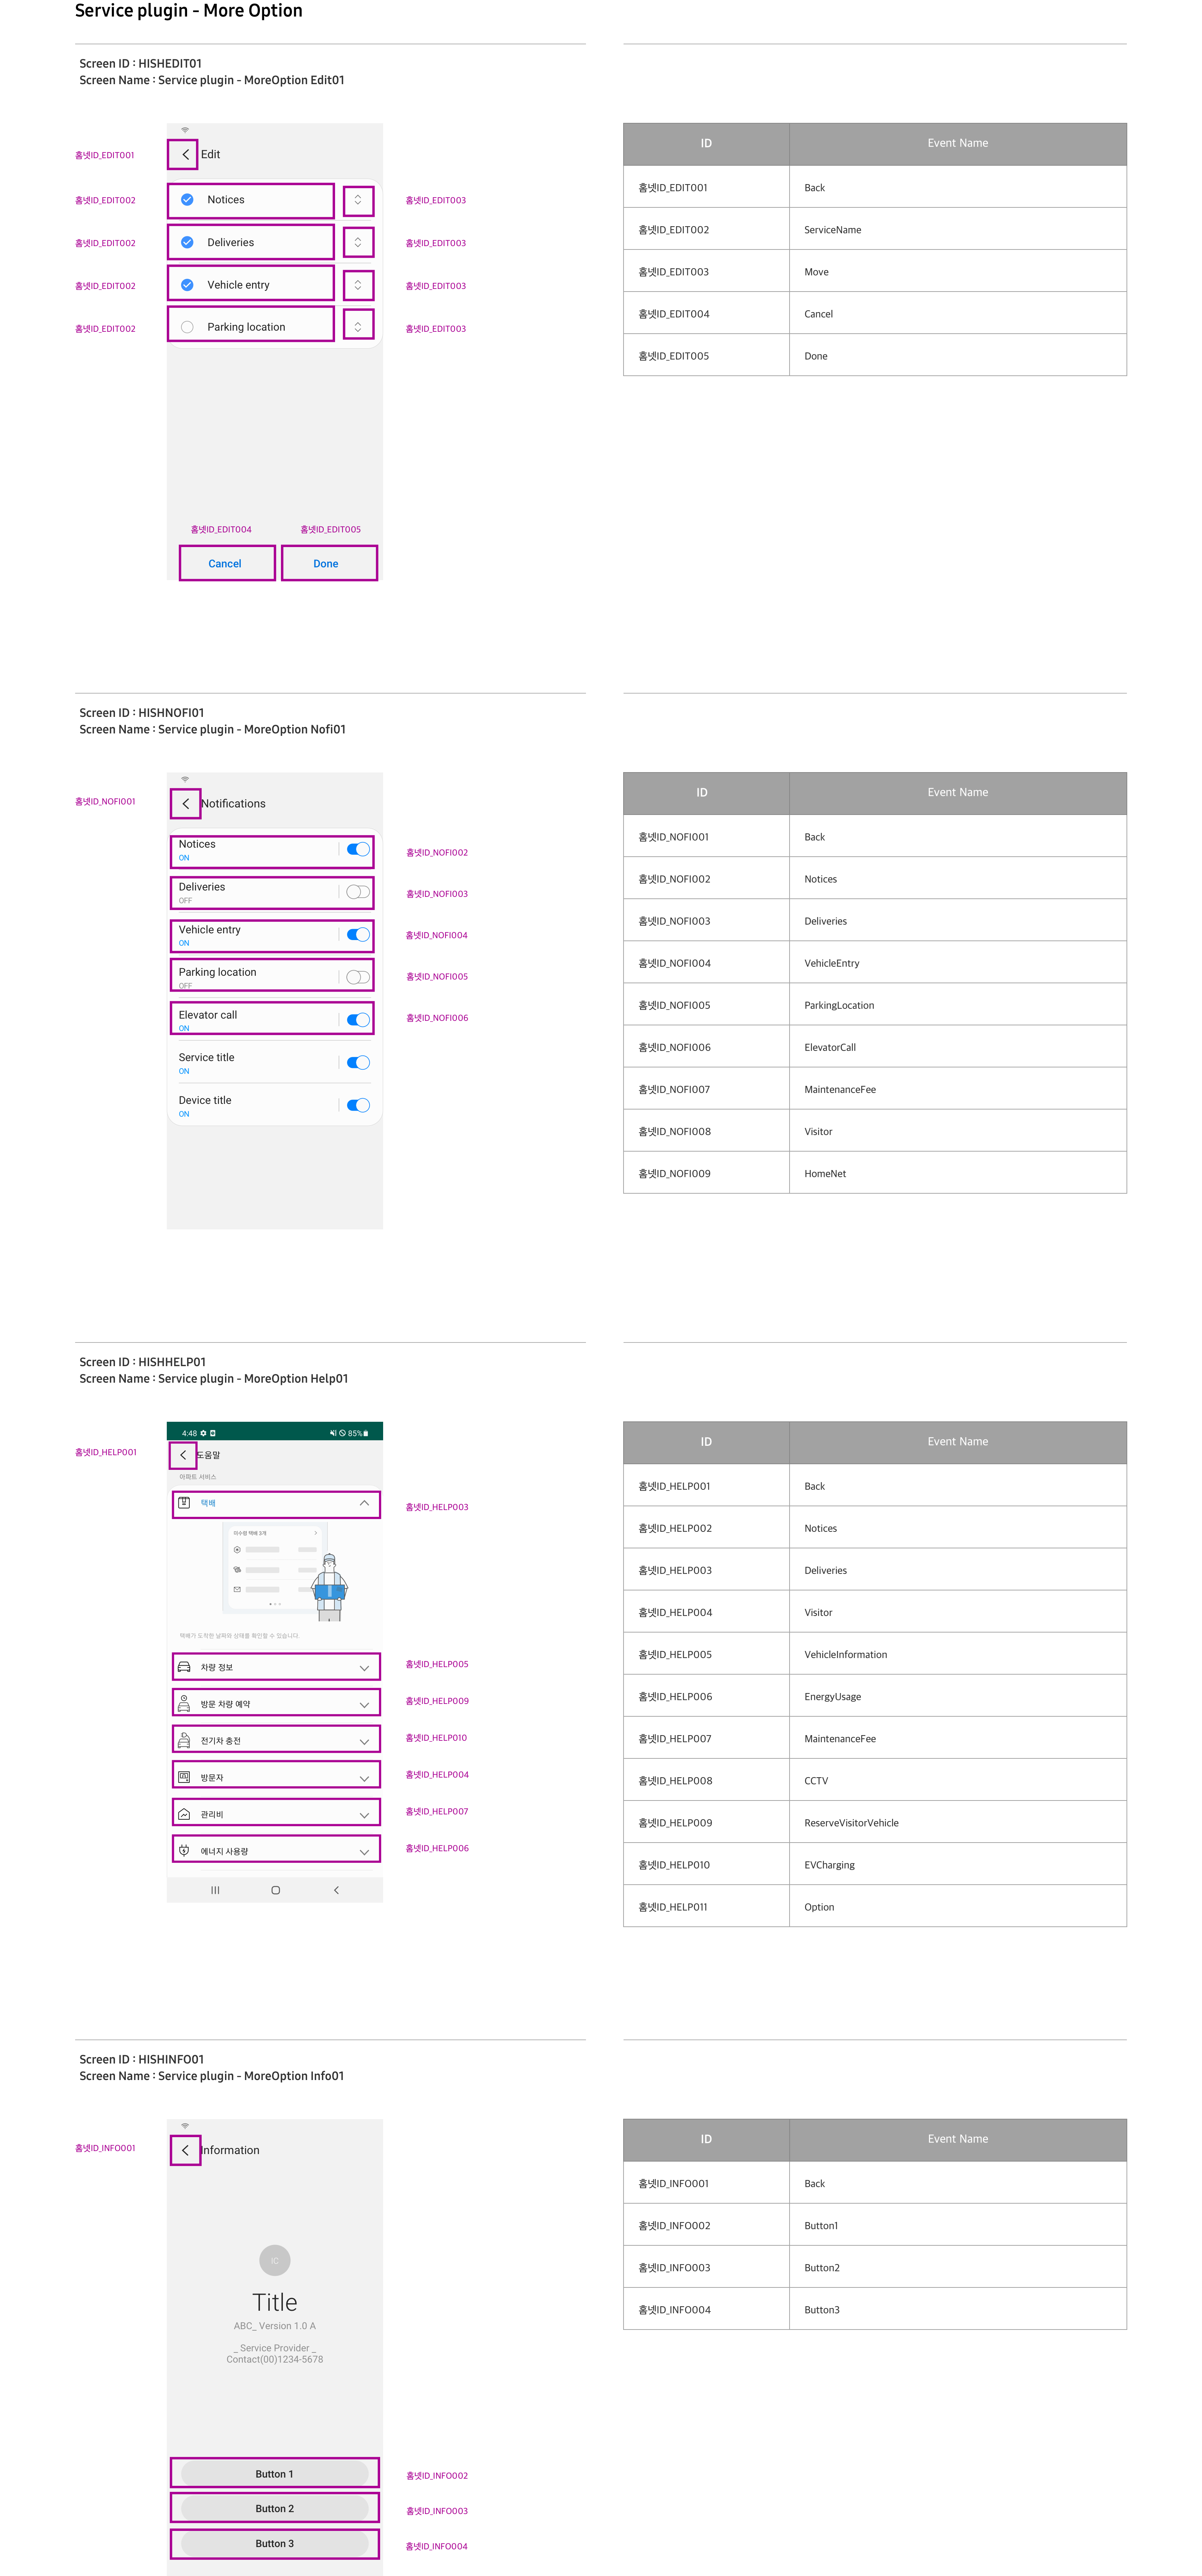 Service plugin - More Option
Screen ID : HISHEDIT01
Screen Name : Service plugin - MoreOption Edit01
홈넷ID_EDIT001
Edit
홈넷ID_EDIT002
Notices
홈넷ID_EDIT003
홈넷ID_EDIT002
Deliveries
홈넷ID_EDIT003
홈넷ID_EDIT002
Vehicle entry
홈넷ID_EDIT003
홈넷ID_EDIT002
Parking location
홈넷ID_EDIT003
홈넷ID_EDIT004 홈넷ID_EDIT005
Cancel Done
ID Event Name
홈넷ID_EDIT001 Back
홈넷ID_EDIT002 ServiceName
홈넷ID_EDIT003 Move
홈넷ID_EDIT004 Cancel
홈넷ID_EDIT005 Done
Screen ID : HISHNOFI01
Screen Name : Service plugin - MoreOption Nofi01
홈넷ID_NOFI001
Notifications
Notices
ON
홈넷ID_NOFI002
Deliveries
OFF
홈넷ID_NOFI003
Vehicle entry
ON
홈넷ID_NOFI004
Parking location
OFF
홈넷ID_NOFI005
Elevator call
ON
홈넷ID_NOFI006
Service title
ON
Device title
ON
ID Event Name
홈넷ID_NOFI001 Back
홈넷ID_NOFI002 Notices
홈넷ID_NOFI003 Deliveries
홈넷ID_NOFI004 VehicleEntry
홈넷ID_NOFI005 ParkingLocation
홈넷ID_NOFI006 ElevatorCall
홈넷ID_NOFI007 MaintenanceFee
홈넷ID_NOFI008 Visitor
홈넷ID_NOFI009 HomeNet
Screen ID : HISHHELP01
Screen Name : Service plugin - MoreOption Help01
4:48 85%
홈넷ID_HELP001
도움말
아파트 서비스
택배
홈넷ID_HELP003
미수령 택배 3개
택배가 도착한 날짜와 상태를 확인할 수 있습니다.
차량 정보
홈넷ID_HELP005
방문 차량 예약
홈넷ID_HELP009
전기차 충전
홈넷ID_HELP010
방문자
홈넷ID_HELP004
관리비
홈넷ID_HELP007
에너지 사용량
홈넷ID_HELP006
ID Event Name
홈넷ID_HELP001 Back
홈넷ID_HELP002 Notices
홈넷ID_HELP003 Deliveries
홈넷ID_HELP004 Visitor
홈넷ID_HELP005 VehicleInformation
홈넷ID_HELP006 EnergyUsage
홈넷ID_HELP007 MaintenanceFee
홈넷ID_HELP008 CCTV
홈넷ID_HELP009 ReserveVisitorVehicle
홈넷ID_HELP010 EVCharging
홈넷ID_HELP011 Option
Screen ID : HISHINFO01
Screen Name : Service plugin - MoreOption Info01
홈넷ID_INFO001
Information
IC
Title
ABC_ Version 1.0 A
_ Service Provider _
Contact(00)1234-5678
Button 1
홈넷ID_INFO002
Button 2
홈넷ID_INFO003
Button 3
홈넷ID_INFO004
ID Event Name
홈넷ID_INFO001 Back
홈넷ID_INFO002 Button1
홈넷ID_INFO003 Button2
홈넷ID_INFO004 Button3